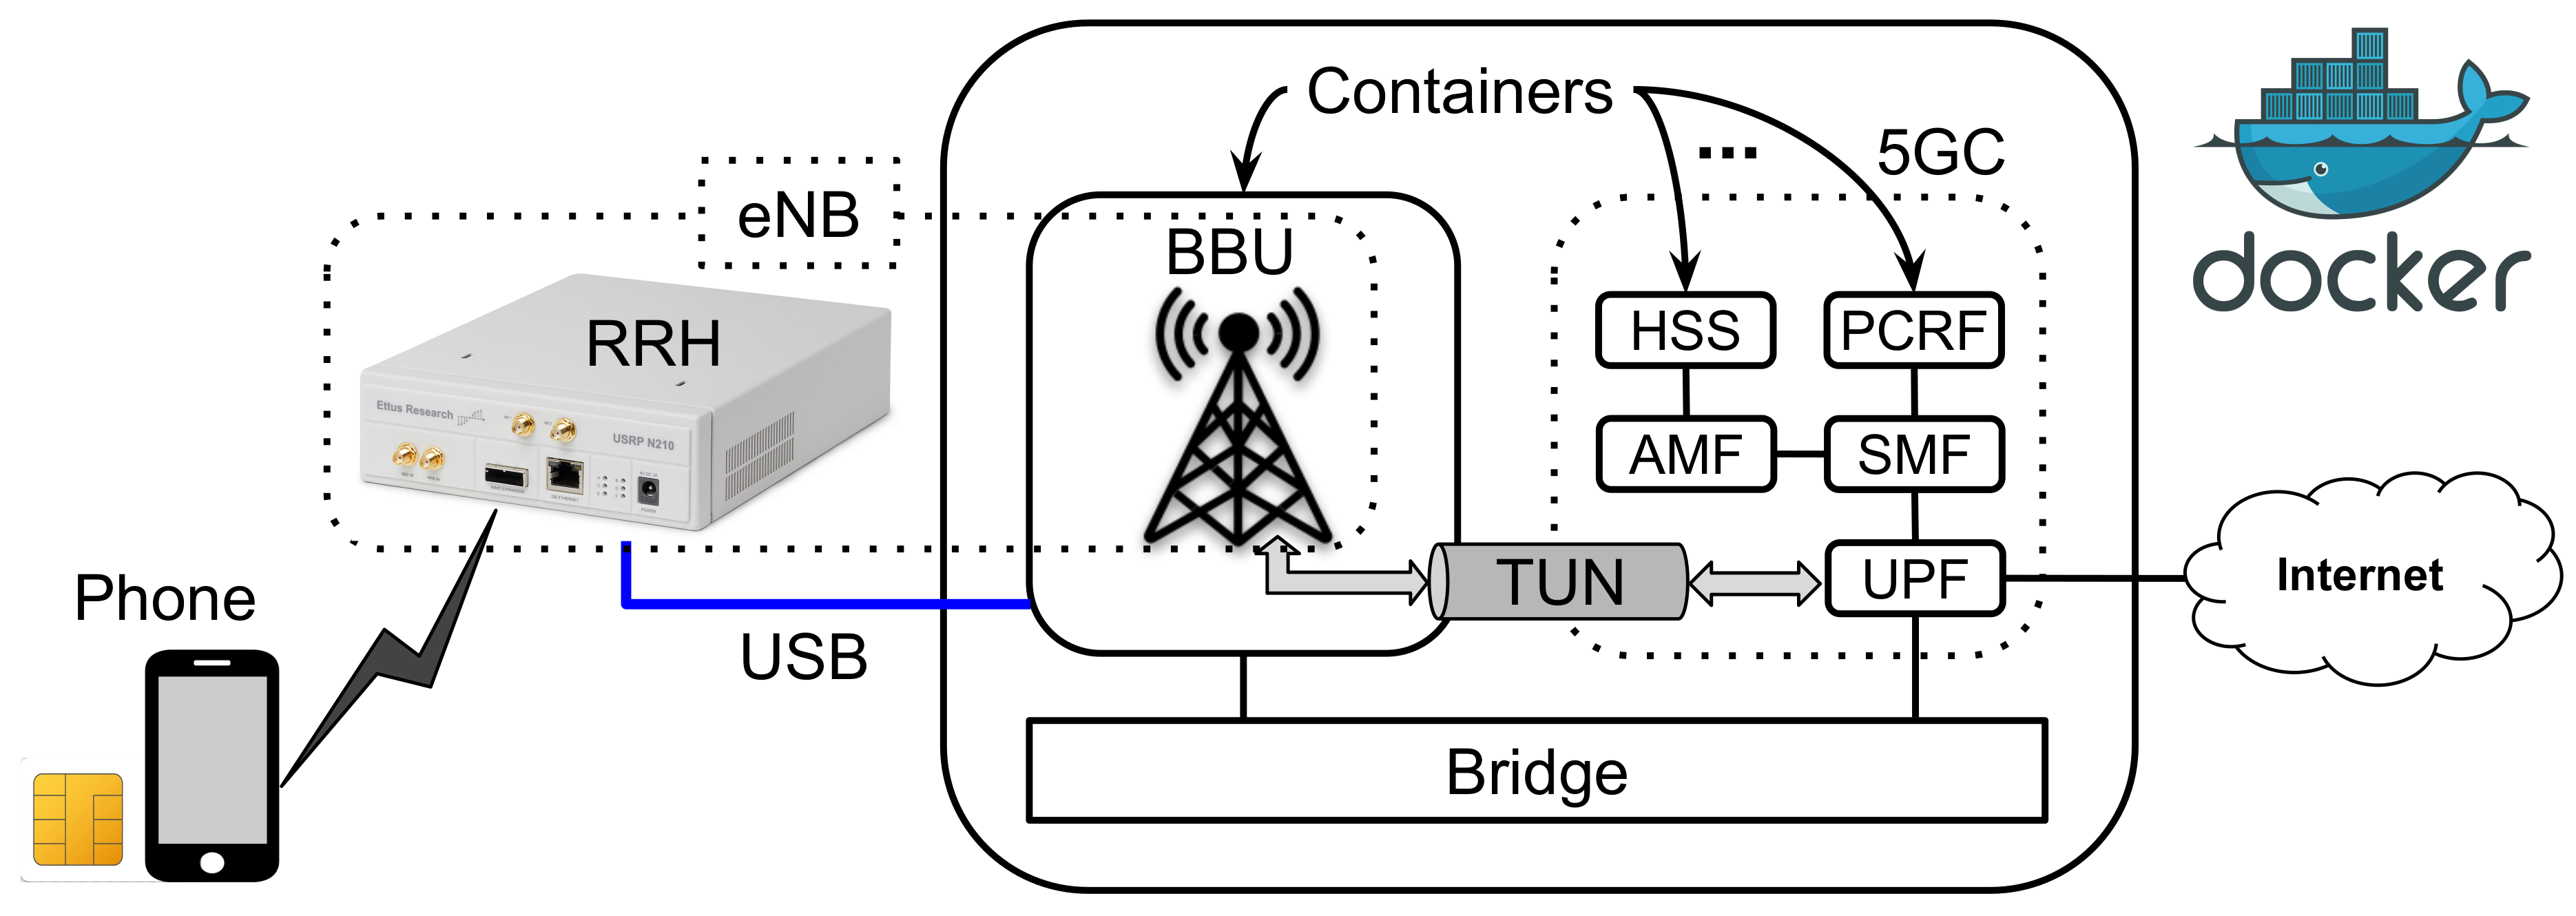 Containers
5GC
eNB
BBU
RRH
HSS
PCRF
docker
Ettus Research
USRP N210
AMF
SMF
TUN
UPF
Internet
Phone
USB
Bridge